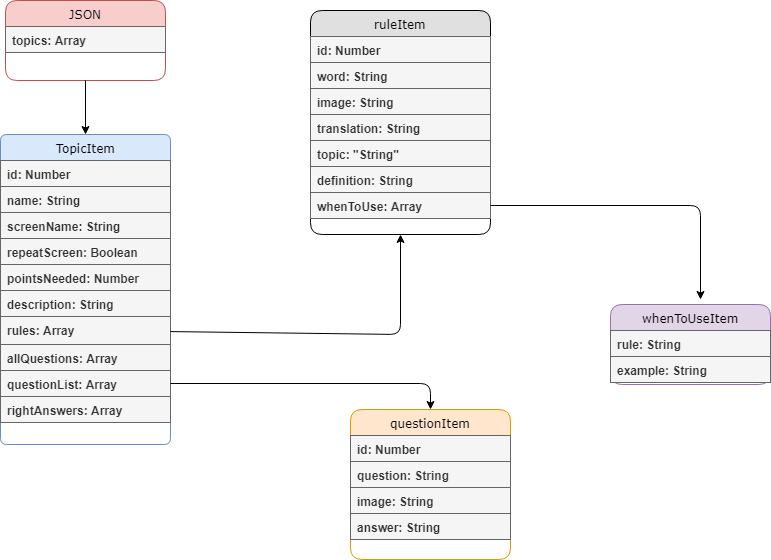 JSON
topics: Array
TopicItem
id: Number
name: String
screenName: String
repeatScreen: Boolean
pointsNeeded: Number
description: String
rules: Array
allQuestions: Array
questionList: Array
rightAnswers: Array
ruleItem
id: Number
word: String
image: String
translation: String
topic: "String"
definition: String
whenToUse: Array
whenToUseItem
rule: String
example: String
questionItem
id: Number
question: String
image: String
answer: String